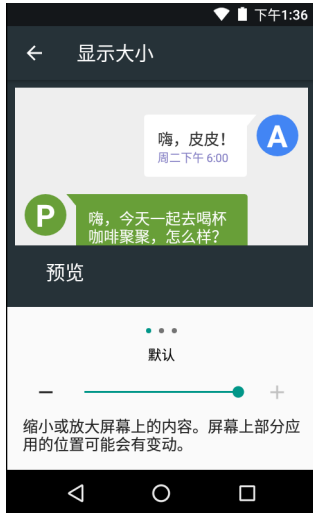 下午1:36
显示大小
嗨，皮皮！
周二下午 6:00
A
P
嗨，今天一起去喝杯
咖啡聚聚，怎么样？
预览
默认
缩小或放大屏幕上的内容。屏幕上部分应
用的位置可能会有变动。